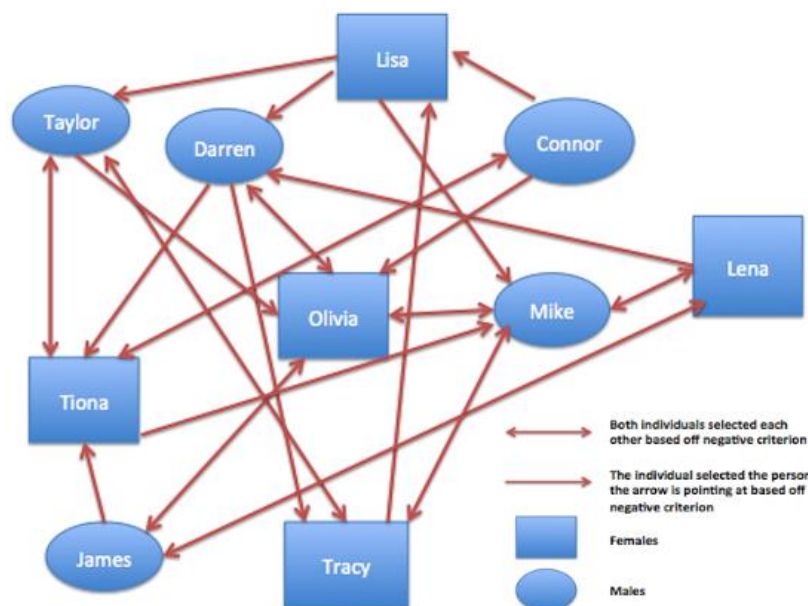 Lisa
Taylor
Darren
Connor
Lena
Olivia
Mike
Tiona
James
Tracy
Both individuals selected each
other based off negative criterion
The individual selected the person
the arrow is pointing at based off
negative criterion
Females
Males